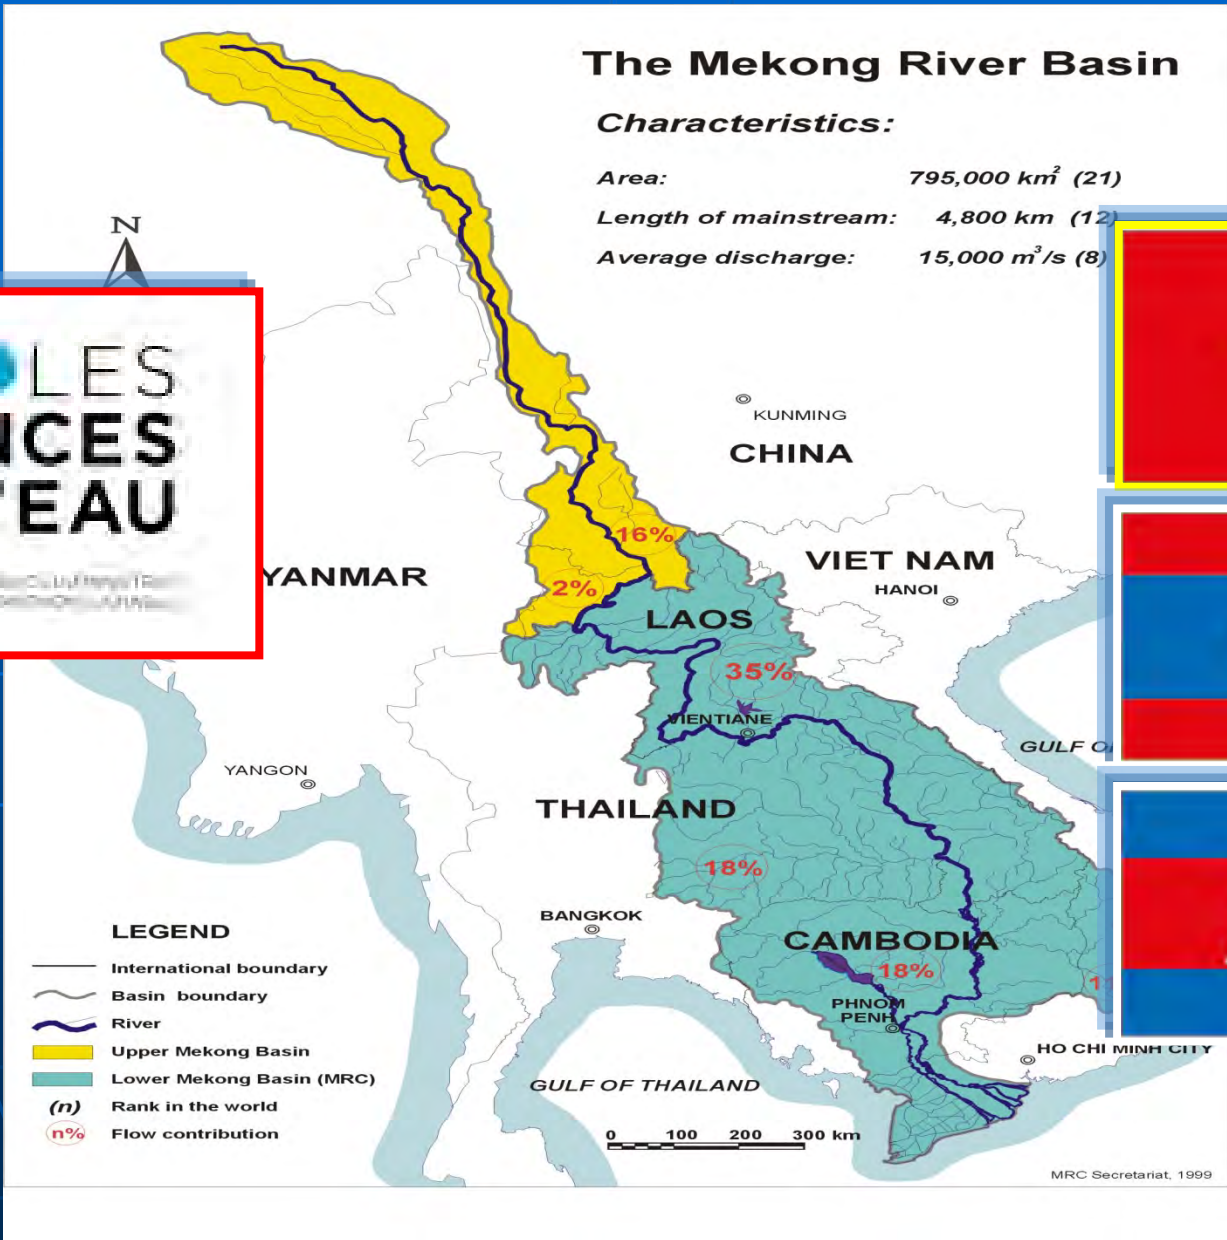 The Mekong River Basin
Characteristics:
Area: 795,000 km² (21)
Length of mainstream: 4,800 km (12)
Average discharge: 15,000 m³/s (8)
N
LES
NCES
'EAU
KUNMING
CHINA
16%
2%
YANMAR
VIET NAM
HANOI
LAOS
35%
VIENTIANE
GULF O
YANGON
THAILAND
18%
BANGKOK
CAMBODIA
18%
11
PHNOM
PENH
HO CHI MINH CITY
GULF OF THAILAND
LEGEND
International boundary
Basin boundary
River
Upper Mekong Basin
Lower Mekong Basin (MRC)
(n) Rank in the world
n% Flow contribution
0 100 200 300 km
MRC Secretariat, 1999